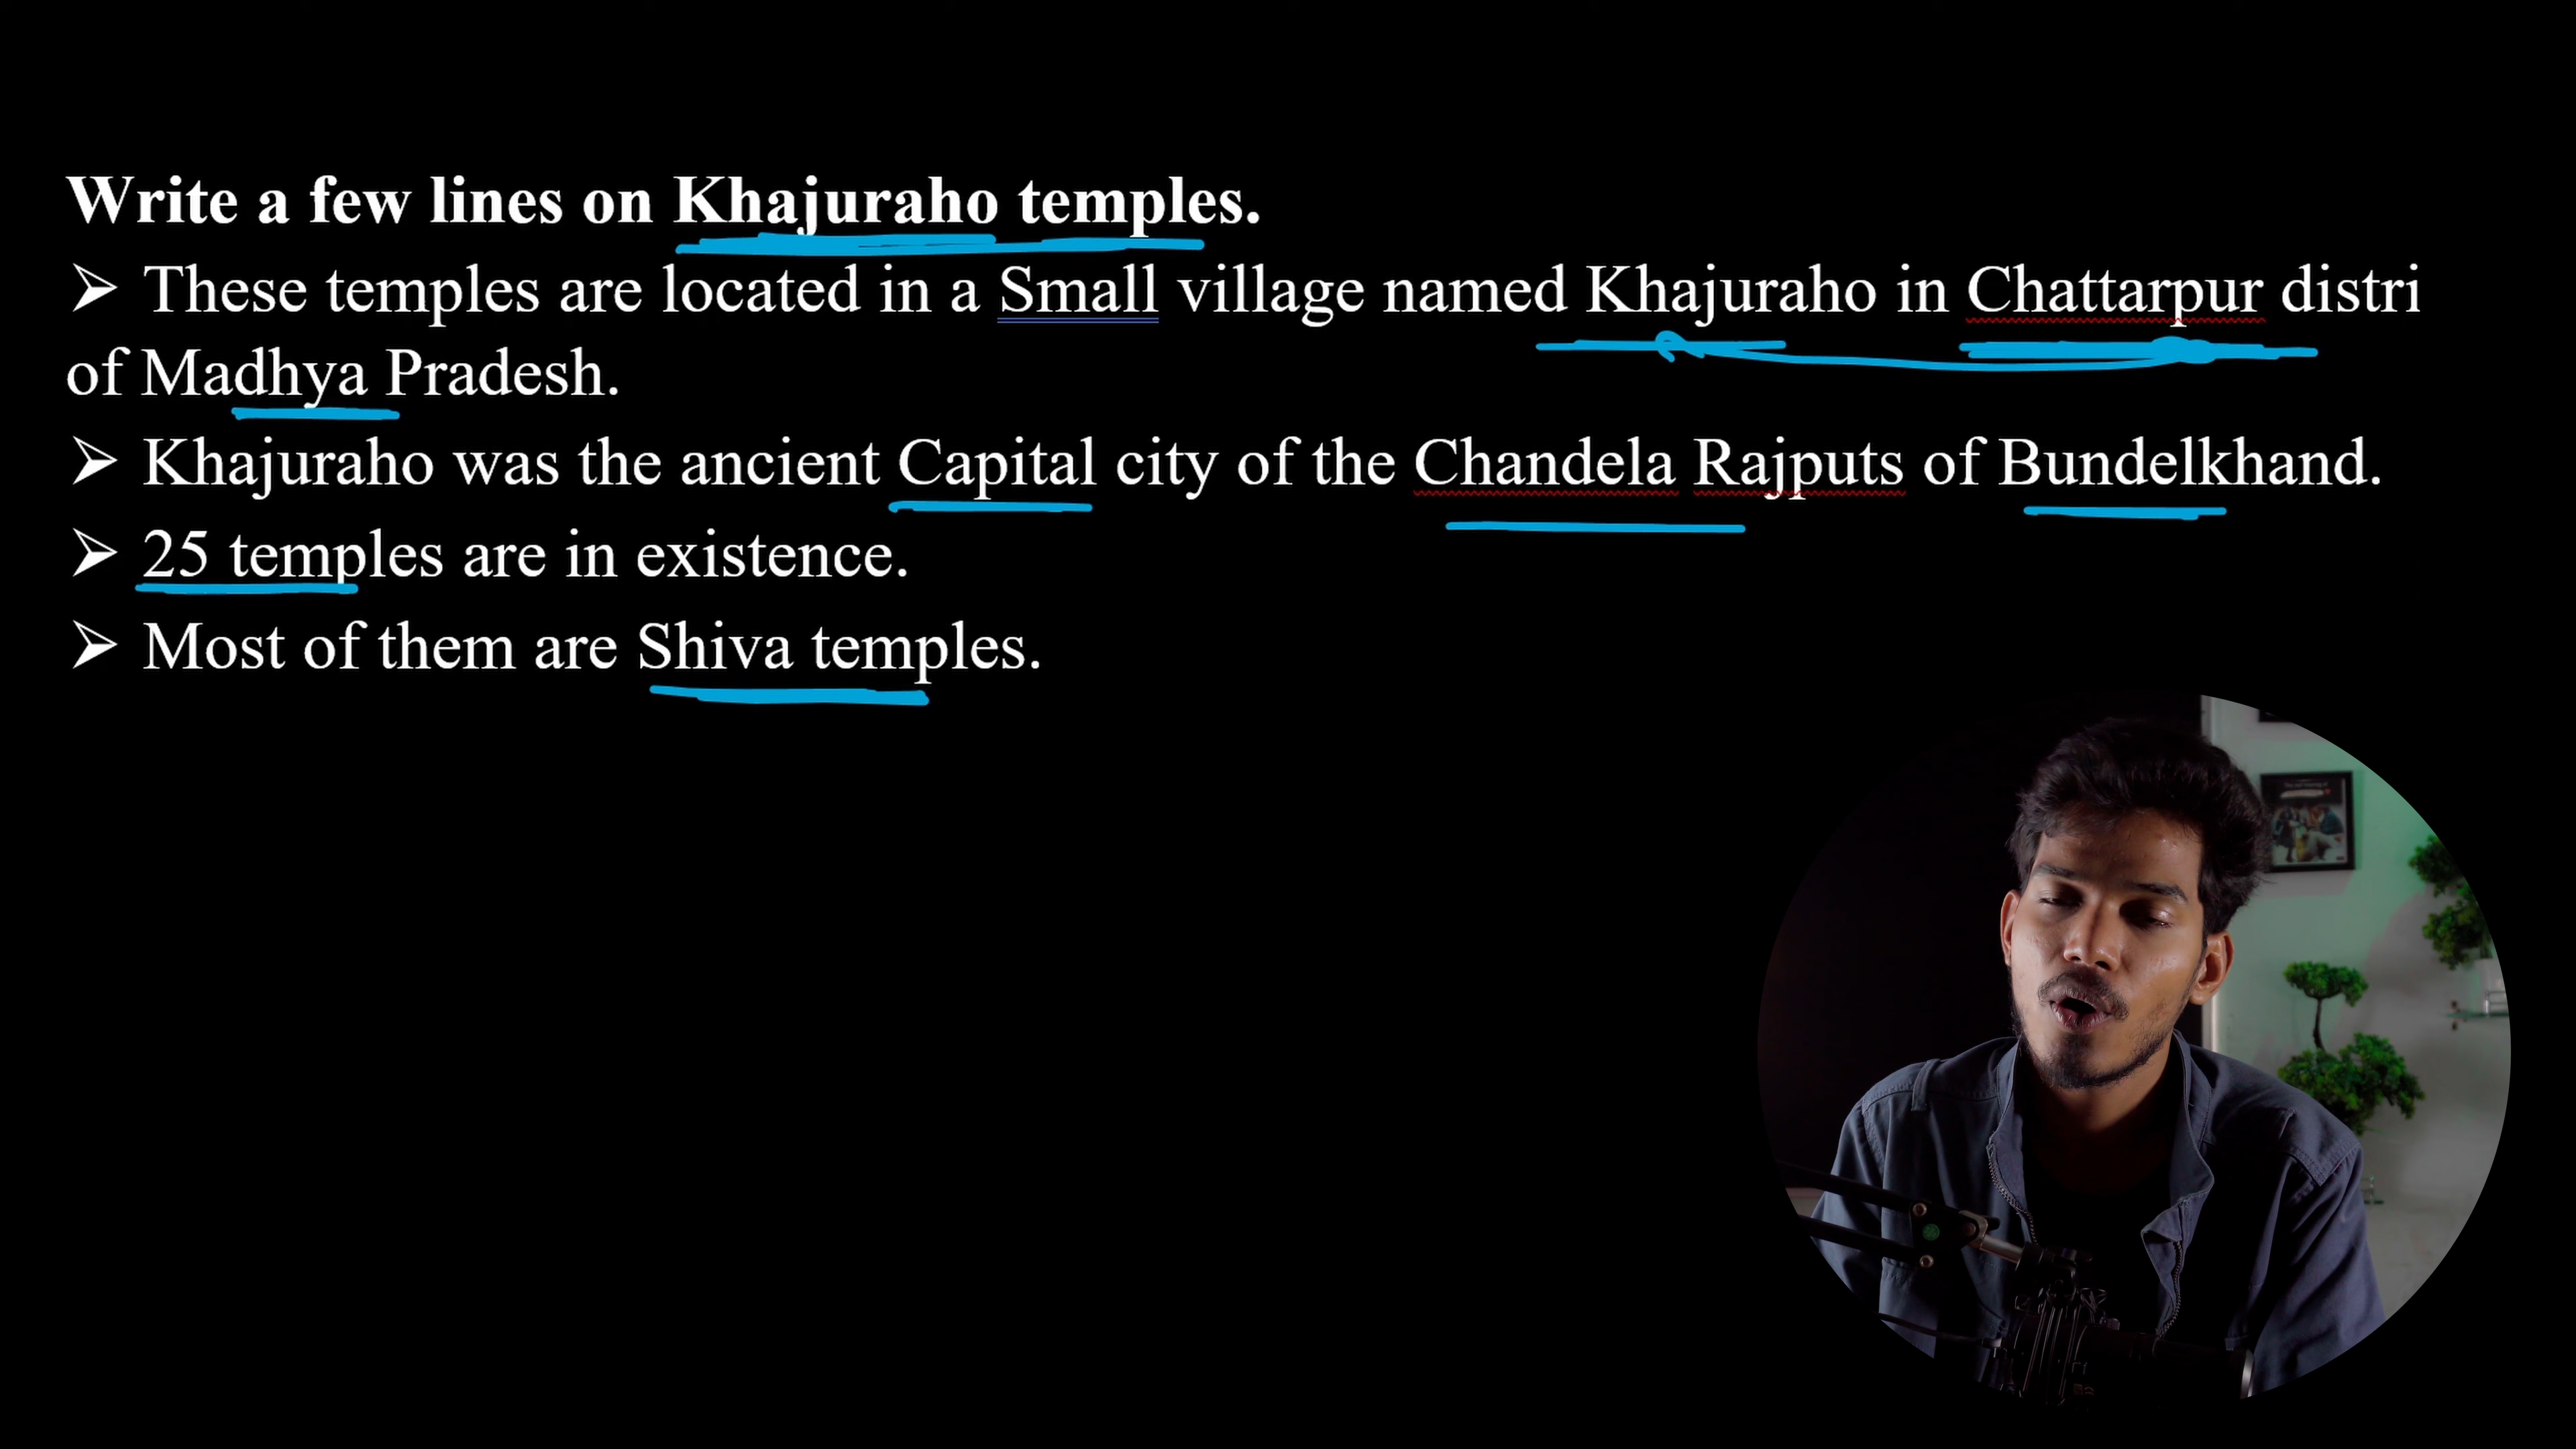 Write a few lines on Khajuraho temples.
➢ These temples are located in a Small village named Khajuraho in Chattarpur distri
of Madhya Pradesh.
➢ Khajuraho was the ancient Capital city of the Chandela Rajputs of Bundelkhand.
➢ 25 temples are in existence.
➢ Most of them are Shiva temples.